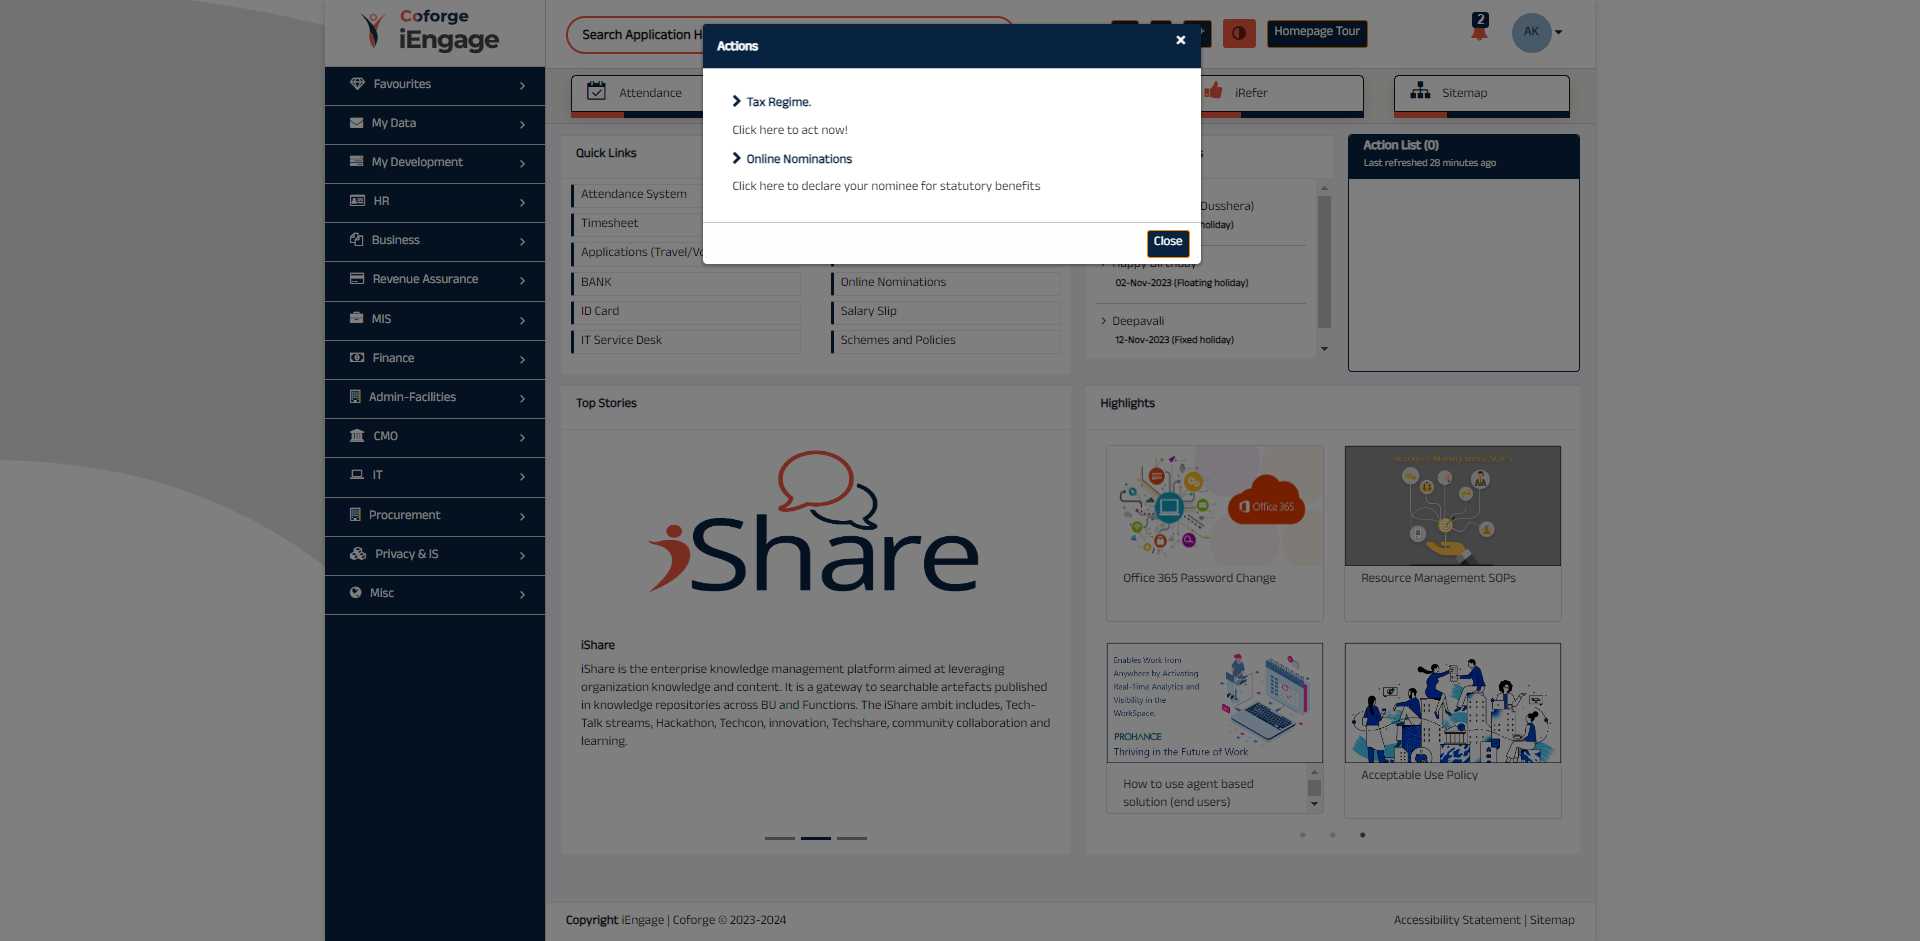 Coforge
iEngage
Search Application H
Homepage Tour
2
AK
Actions
Tax Regime.
Click here to act now!
Online Nominations
Click here to declare your nominee for statutory benefits
Close
Favourites
My Data
My Development
HR
Business
Revenue Assurance
MIS
Finance
Admin-Facilities
CMO
IT
Procurement
Privacy & IS
Misc
Attendance
iRefer
Sitemap
Quick Links
Attendance System
Timesheet
Applications (Travel/Vo
BANK
ID Card
IT Service Desk
Online Nominations
Salary Slip
Schemes and Policies
Dusshera)
holiday)
Happy Birthday
02-Nov-2023 (Floating holiday)
Deepavali
12-Nov-2023 (Fixed holiday)
Action List (0)
Last refreshed 28 minutes ago
Top Stories
iShare
iShare
iShare is the enterprise knowledge management platform aimed at leveraging
organization knowledge and content. It is a gateway to searchable artefacts published
in knowledge repositories across BU and Functions. The iShare ambit includes, Tech-
Talk streams, Hackathon, Techcon, innovation, Techshare, community collaboration and
learning.
Highlights
Office 365
Office 365 Password Change
Resource Management SOPs
Resource Management SOPs
Enables Work from
Anywhere by Activating
Real-Time Analytics and
Visibility in the
WorkSpace.
PROHANCE
Thriving in the Future of Work
How to use agent based
solution (end users)
Acceptable Use Policy
Copyright iEngage | Coforge © 2023-2024
Accessibility Statement | Sitemap